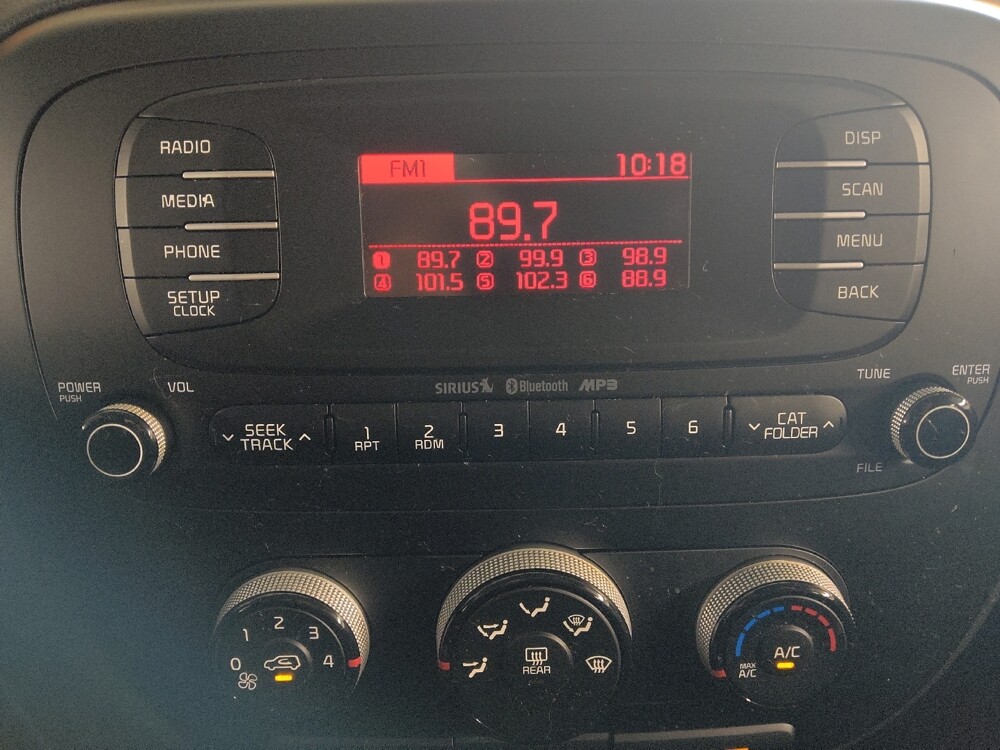 RADIO
MEDIA
PHONE
SETUP
CLOCK
FM1 10:18
89.7
1 89.7 2 99.9 3 98.9
4 101.5 5 102.3 6 88.9
DISP
SCAN
MENU
BACK
POWER
PUSH
VOL
SIRIUS Bluetooth MP3
TUNE
ENTER
PUSH
SEEK
TRACK
1
RPT
2
RDM
3
4
5
6
CAT
FOLDER
FILE
0 1 2 3 4
REAR
MAX
A/C
A/C